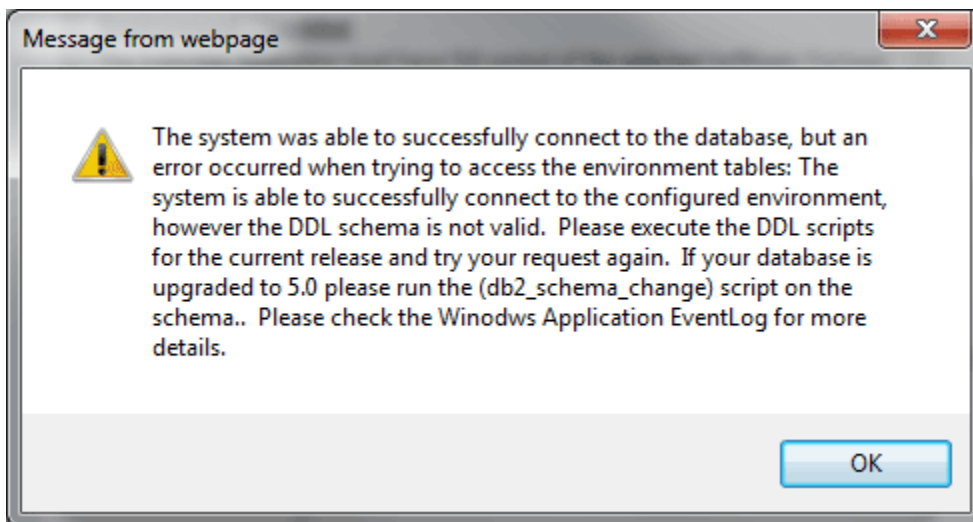 Message from webpage
The system was able to successfully connect to the database, but an
error occurred when trying to access the environment tables: The
system is able to successfully connect to the configured environment,
however the DDL schema is not valid.  Please execute the DDL scripts
for the current release and try your request again.  If your database is
upgraded to 5.0 please run the (db2_schema_change) script on the
schema..  Please check the Winodws Application EventLog for more
details.
OK